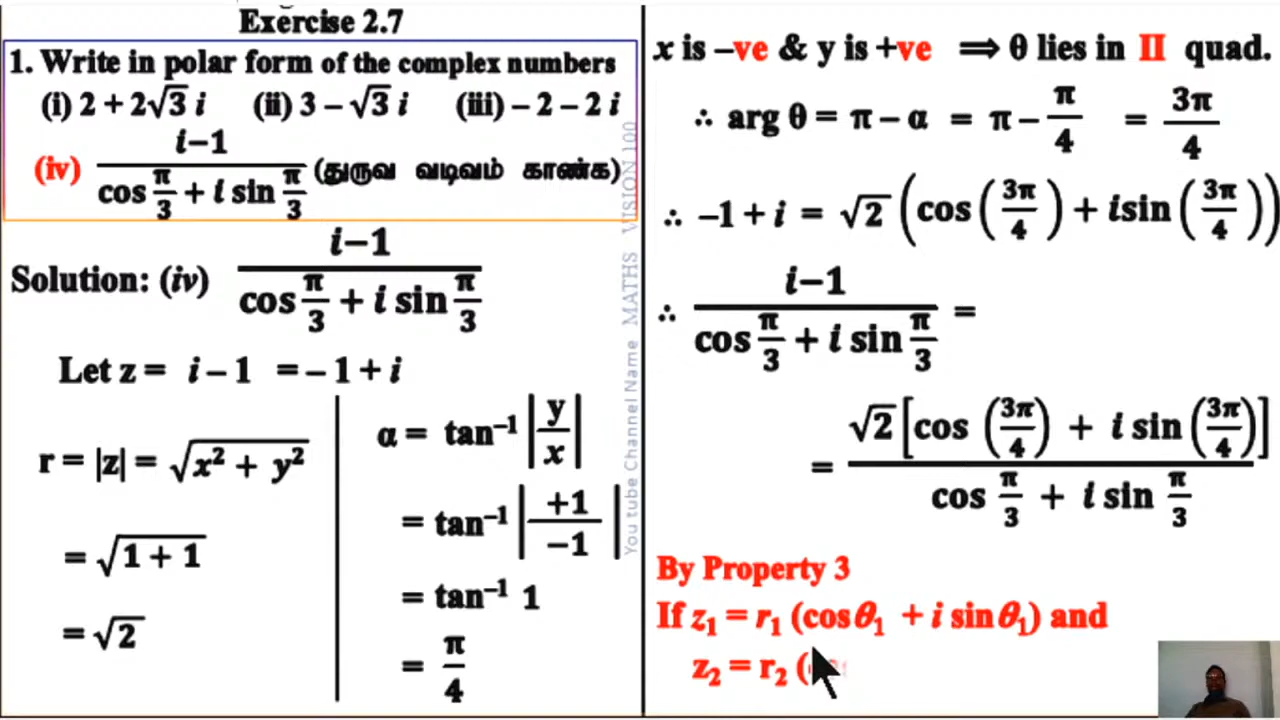 Exercise 2.7
1. Write in polar form of the complex numbers
(i) 2 + 2√3 i (ii) 3 − √3 i (iii) − 2 − 2 i
(iv) i−1 / cos π/3 + i sin π/3 (துருவ வடிவம் காண்க)
Solution: (iv) i−1 / cos π/3 + i sin π/3
Let z = i − 1 = − 1 + i
r = |z| = √x² + y²
= √1 + 1
= √2
α = tan⁻¹ |y/x|
= tan⁻¹ |+1/−1|
= tan⁻¹ 1
= π/4
You tube Channel Name MATHS VISION 100
x is −ve & y is +ve ⟹ θ lies in II quad.
∴ arg θ = π − α = π − π/4 = 3π/4
∴ −1 + i = √2 (cos (3π/4) + isin (3π/4))
∴ i−1 / cos π/3 + i sin π/3 =
= √2 [cos (3π/4) + i sin (3π/4)] / cos π/3 + i sin π/3
By Property 3
If z₁ = r₁ (cos θ₁ + i sin θ₁) and
z₂ = r₂ (